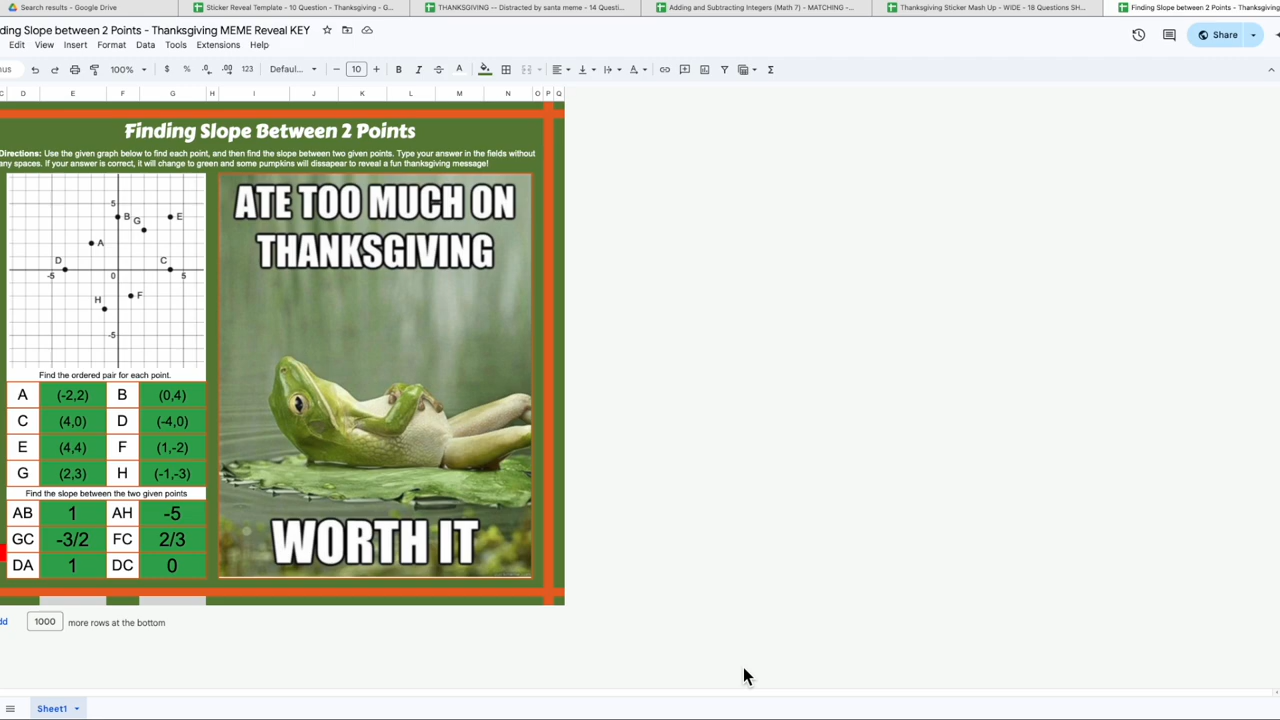 Search results - Google Drive
Sticker Reveal Template - 10 Question - Thanksgiving - G...
THANKSGIVING -- Distracted by santa meme - 14 Questi...
Adding and Subtracting Integers (Math 7) - MATCHING -...
Thanksgiving Sticker Mash Up - WIDE - 18 Questions SH...
Finding Slope between 2 Points - Thanksgiving
ding Slope between 2 Points - Thanksgiving MEME Reveal KEY
Edit View Insert Format Data Tools Extensions Help
Share
nus 100% $ % .0 .00 123 Defaul... 10 B I S A
C D E F G H I J K L M N O P Q
Finding Slope Between 2 Points
Directions: Use the given graph below to find each point, and then find the slope between two given points. Type your answer in the fields without
any spaces. If your answer is correct, it will change to green and some pumpkins will dissapear to reveal a fun thanksgiving message!
5
B
G
E
A
D
C
-5
0
5
H
F
-5
Find the ordered pair for each point.
A (-2,2) B (0,4)
C (4,0) D (-4,0)
E (4,4) F (1,-2)
G (2,3) H (-1,-3)
Find the slope between the two given points
AB 1 AH -5
GC -3/2 FC 2/3
DA 1 DC 0
ATE TOO MUCH ON
THANKSGIVING
WORTH IT
dd 1000 more rows at the bottom
Sheet1